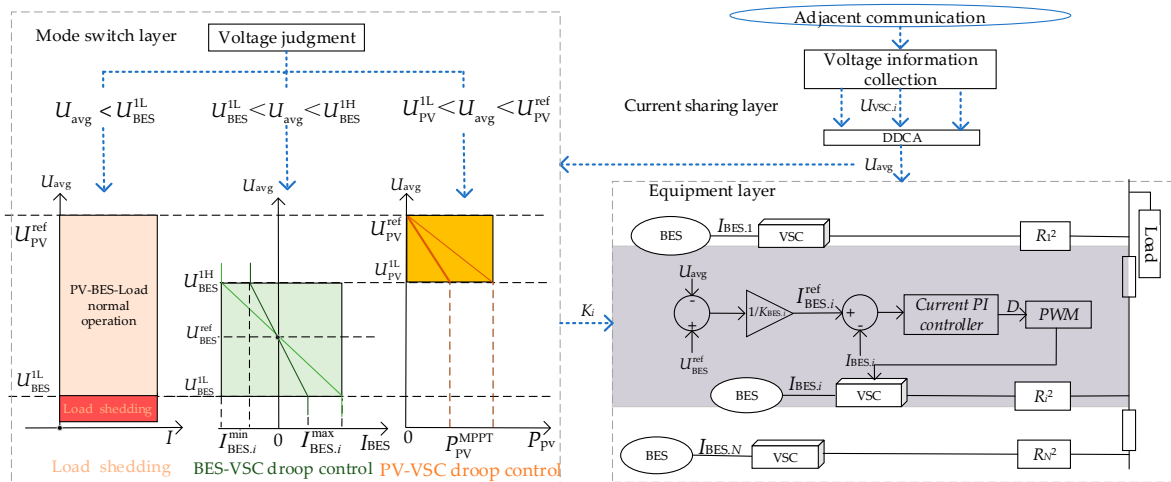 Mode switch layer
Voltage judgment
U_avg < U_BES^1L
U_BES^1L < U_avg < U_BES^1H
U_PV^1L < U_avg < U_PV^ref
U_avg
U_avg
U_avg
U_PV^ref
U_BES^1L
PV-BES-Load
normal
operation
Load shedding
I
U_BES^1H
U_BES^ref
U_BES^1L
I_BES.i^min
0
I_BES.i^max
I_BES
U_PV^ref
U_PV^1L
0
P_PV^MPPT
P_PV
Load shedding
BES-VSC droop control
PV-VSC droop control
Adjacent communication
Voltage information
collection
Current sharing layer
U_VSC.i
DDCA
U_avg
K_i
Equipment layer
BES
I_BES.1
VSC
R_1^2
Load
U_avg
-
+
U_BES^ref
1/K_BES.i
I_BES.i^ref
+
-
I_BES.i
Current PI
controller
D
PWM
BES
I_BES.i
VSC
R_i^2
BES
I_BES.N
VSC
R_N^2